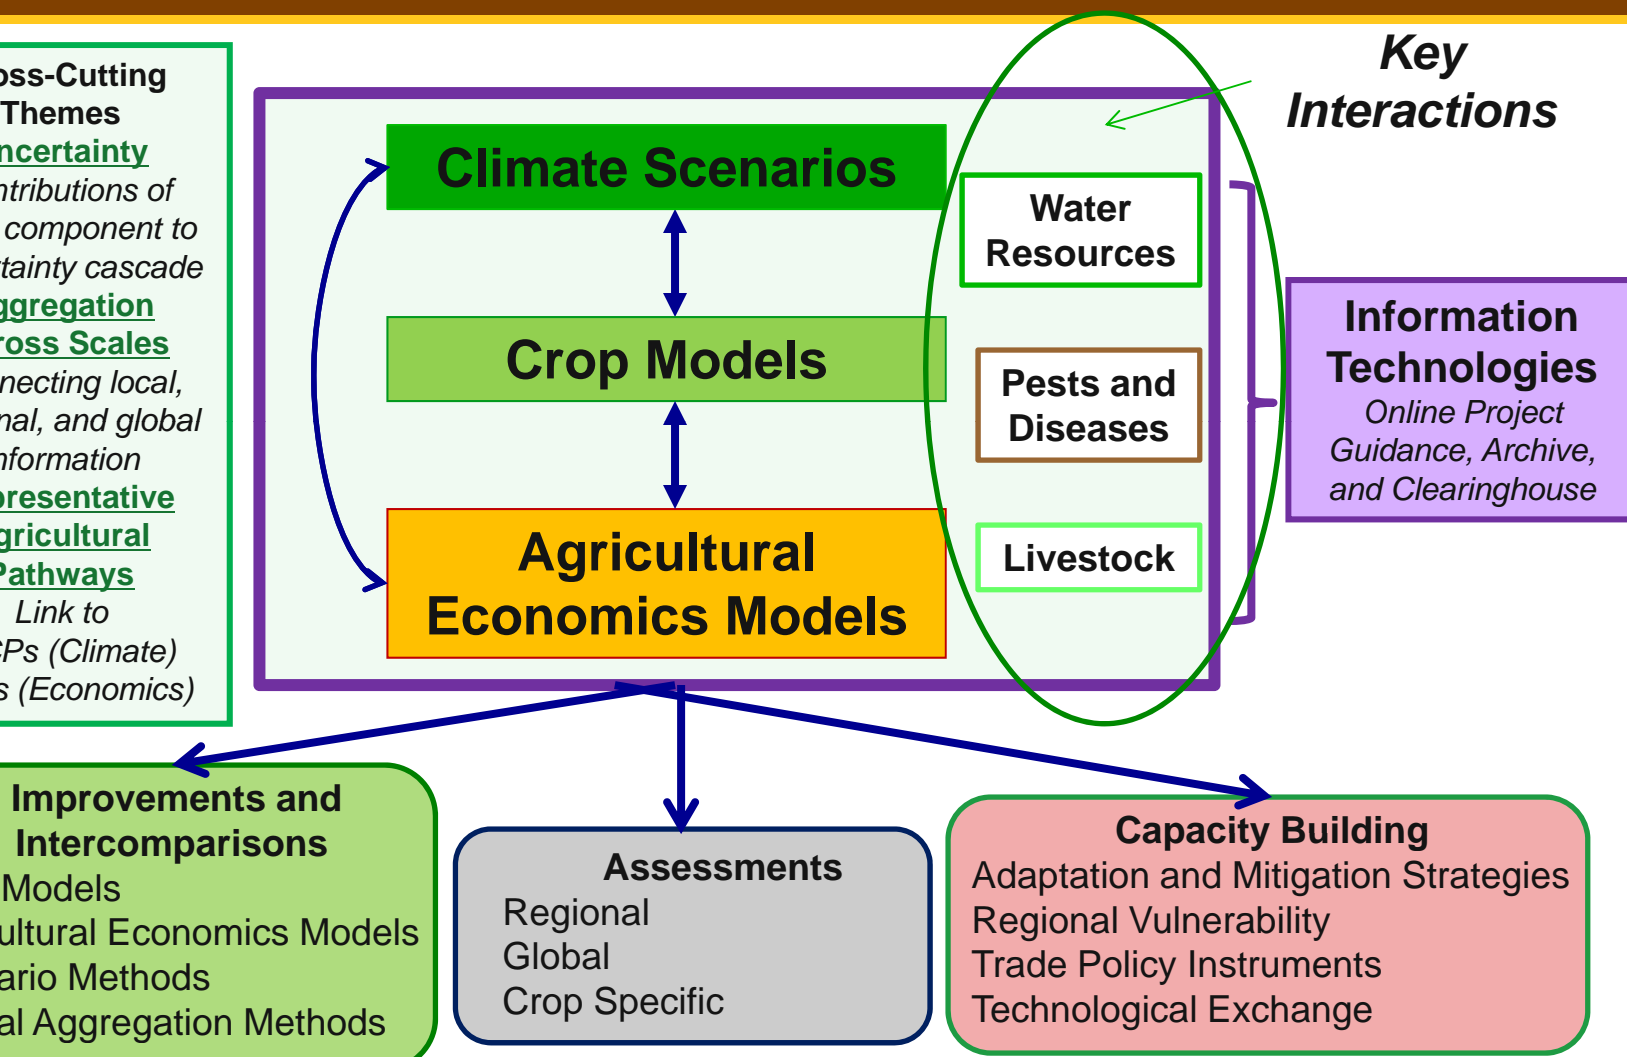 Key
Interactions
oss-Cutting
Themes
ncertainty
ntributions of
component to
tainty cascade
ggregation
ross Scales
necting local,
nal, and global
nformation
presentative
gricultural
Pathways
Link to
CPs (Climate)
s (Economics)
Climate Scenarios
Crop Models
Agricultural
Economics Models
Water
Resources
Pests and
Diseases
Livestock
Information
Technologies
Online Project
Guidance, Archive,
and Clearinghouse
Improvements and
Intercomparisons
Models
ultural Economics Models
ario Methods
al Aggregation Methods
Assessments
Regional
Global
Crop Specific
Capacity Building
Adaptation and Mitigation Strategies
Regional Vulnerability
Trade Policy Instruments
Technological Exchange